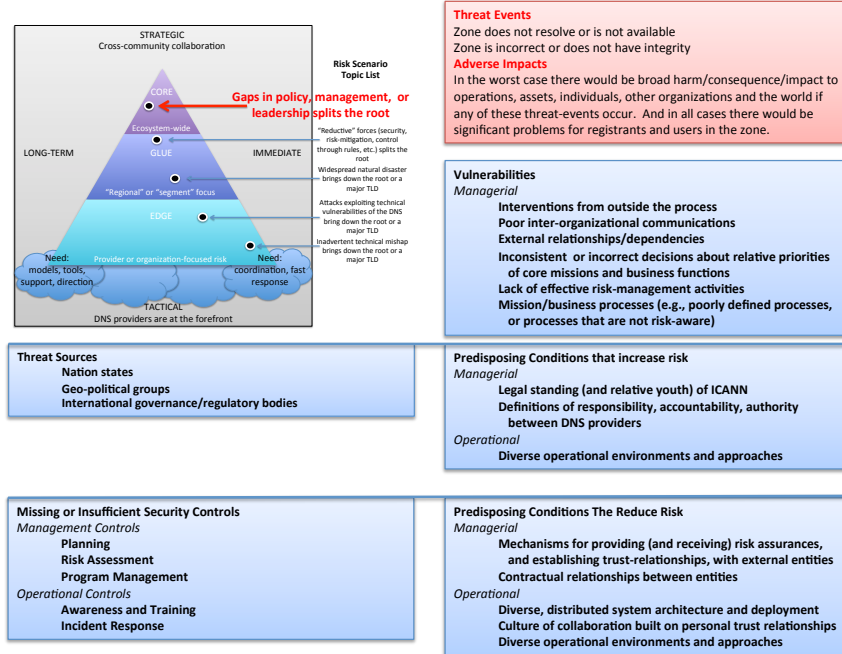 STRATEGIC
Cross-community collaboration
Risk Scenario
Topic List
CORE
Gaps in policy, management, or
leadership splits the root
Ecosystem-wide
LONG-TERM
GLUE
IMMEDIATE
"Reductive" forces (security,
risk-mitigation, control
through rules, etc.) splits the
root
Widespread natural disaster
brings down the root or a
major TLD
"Regional" or "segment" focus
EDGE
Attacks exploiting technical
vulnerabilities of the DNS
bring down the root or a
major TLD
Inadvertent technical mishap
brings down the root or a
major TLD
Provider or organization-focused risk
Need:
models, tools,
support, direction
Need:
coordination, fast
response
TACTICAL
DNS providers are at the forefront
Threat Events
Zone does not resolve or is not available
Zone is incorrect or does not have integrity
Adverse Impacts
In the worst case there would be broad harm/consequence/impact to
operations, assets, individuals, other organizations and the world if
any of these threat-events occur. And in all cases there would be
significant problems for registrants and users in the zone.
Vulnerabilities
Managerial
Interventions from outside the process
Poor inter-organizational communications
External relationships/dependencies
Inconsistent or incorrect decisions about relative priorities
of core missions and business functions
Lack of effective risk-management activities
Mission/business processes (e.g., poorly defined processes,
or processes that are not risk-aware)
Threat Sources
Nation states
Geo-political groups
International governance/regulatory bodies
Predisposing Conditions that increase risk
Managerial
Legal standing (and relative youth) of ICANN
Definitions of responsibility, accountability, authority
between DNS providers
Operational
Diverse operational environments and approaches
Missing or Insufficient Security Controls
Management Controls
Planning
Risk Assessment
Program Management
Operational Controls
Awareness and Training
Incident Response
Predisposing Conditions The Reduce Risk
Managerial
Mechanisms for providing (and receiving) risk assurances,
and establishing trust-relationships, with external entities
Contractual relationships between entities
Operational
Diverse, distributed system architecture and deployment
Culture of collaboration built on personal trust relationships
Diverse operational environments and approaches